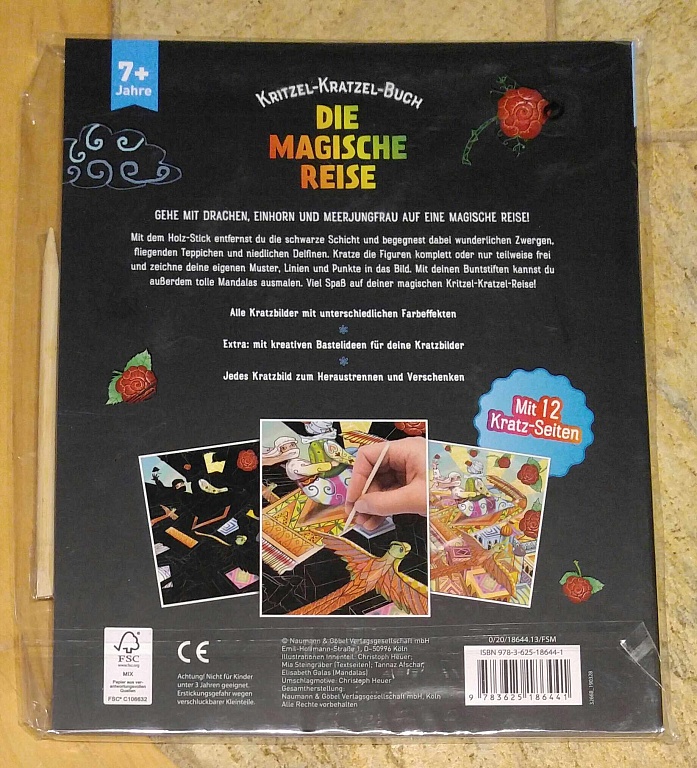 7+
Jahre
Kritzel-Kratzel-Buch
DIE
MAGISCHE
REISE
GEHE MIT DRACHEN, EINHORN UND MEERJUNGFRAU AUF EINE MAGISCHE REISE!
Mit dem Holz-Stick entfernst du die schwarze Schicht und begegnest dabei wunderlichen Zwergen,
fliegenden Teppichen und niedlichen Delfinen. Kratze die Figuren komplett oder nur teilweise frei
und zeichne deine eigenen Muster, Linien und Punkte in das Bild. Mit deinen Buntstiften kannst du
außerdem tolle Mandalas ausmalen. Viel Spaß auf deiner magischen Kritzel-Kratzel-Reise!
Alle Kratzbilder mit unterschiedlichen Farbeffekten
Extra: mit kreativen Bastelideen für deine Kratzbilder
Jedes Kratzbild zum Heraustrennen und Verschenken
Mit 12
Kratz-Seiten
FSC
www.fsc.org
MIX
Papier aus ver-
antwortungsvollen
Quellen
FSC® C106632
CE
Achtung! Nicht für Kinder
unter 3 Jahren geeignet.
Erstickungsgefahr wegen
verschluckbarer Kleinteile.
© Naumann & Göbel Verlagsgesellschaft mbH
Emil-Hoffmann-Straße 1, D-50996 Köln
Illustrationen Innenteil: Christoph Heuer,
Mia Steingräber (Textseiten); Tannaz Afschar,
Elisabeth Galas (Mandalas)
Umschlagmotive: Christoph Heuer
Gesamtherstellung:
Naumann & Göbel Verlagsgesellschaft mbH, Köln
Alle Rechte vorbehalten
0/20/18644.13/FSM
ISBN 978-3-625-18644-1
9 783625 186441